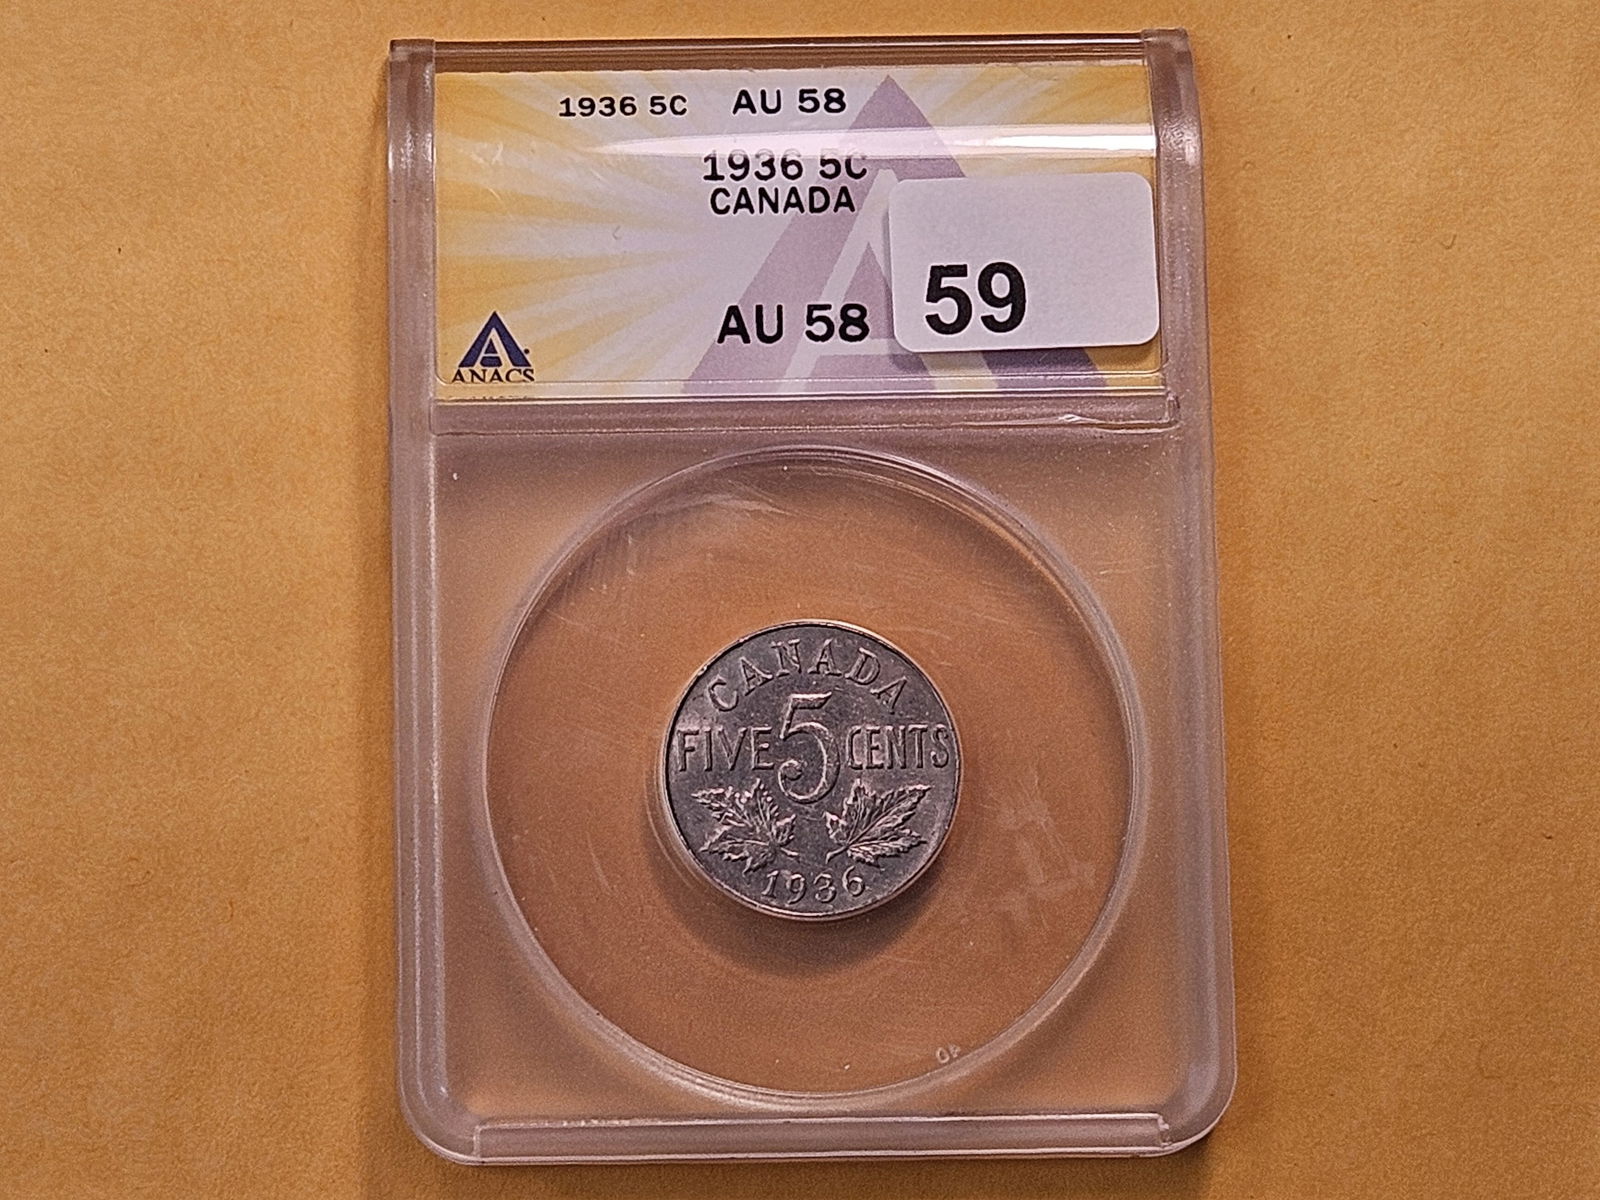 1936 5C AU 58
1936 5C
CANADA
AU 58
59
ANACS
CANADA
FIVE 5 CENTS
1936